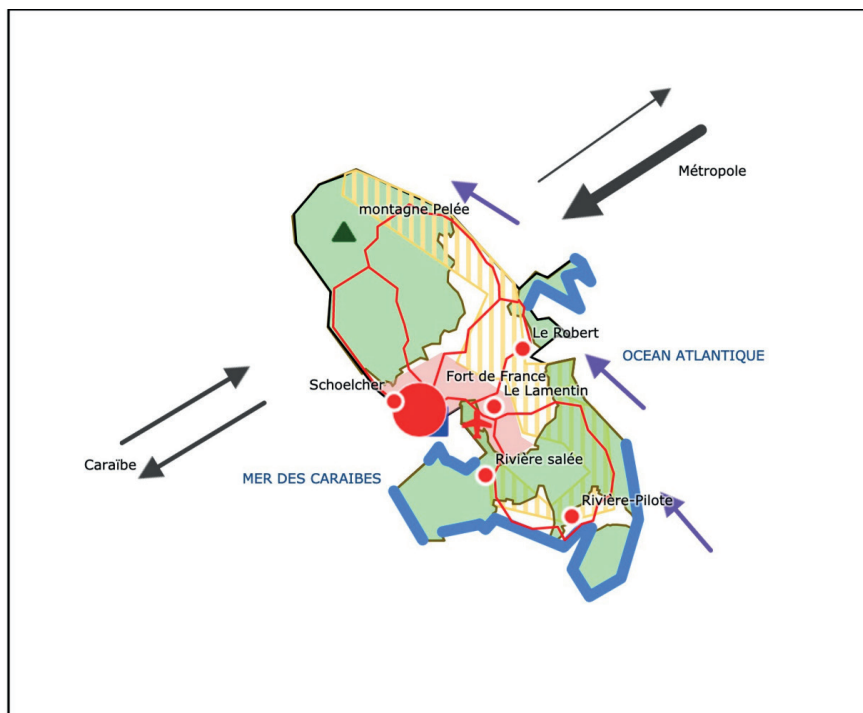 Métropole
montagne Pelée
Le Robert
OCEAN ATLANTIQUE
Fort de France
Schoelcher
Le Lamentin
Caraïbe
Rivière salée
MER DES CARAIBES
Rivière-Pilote